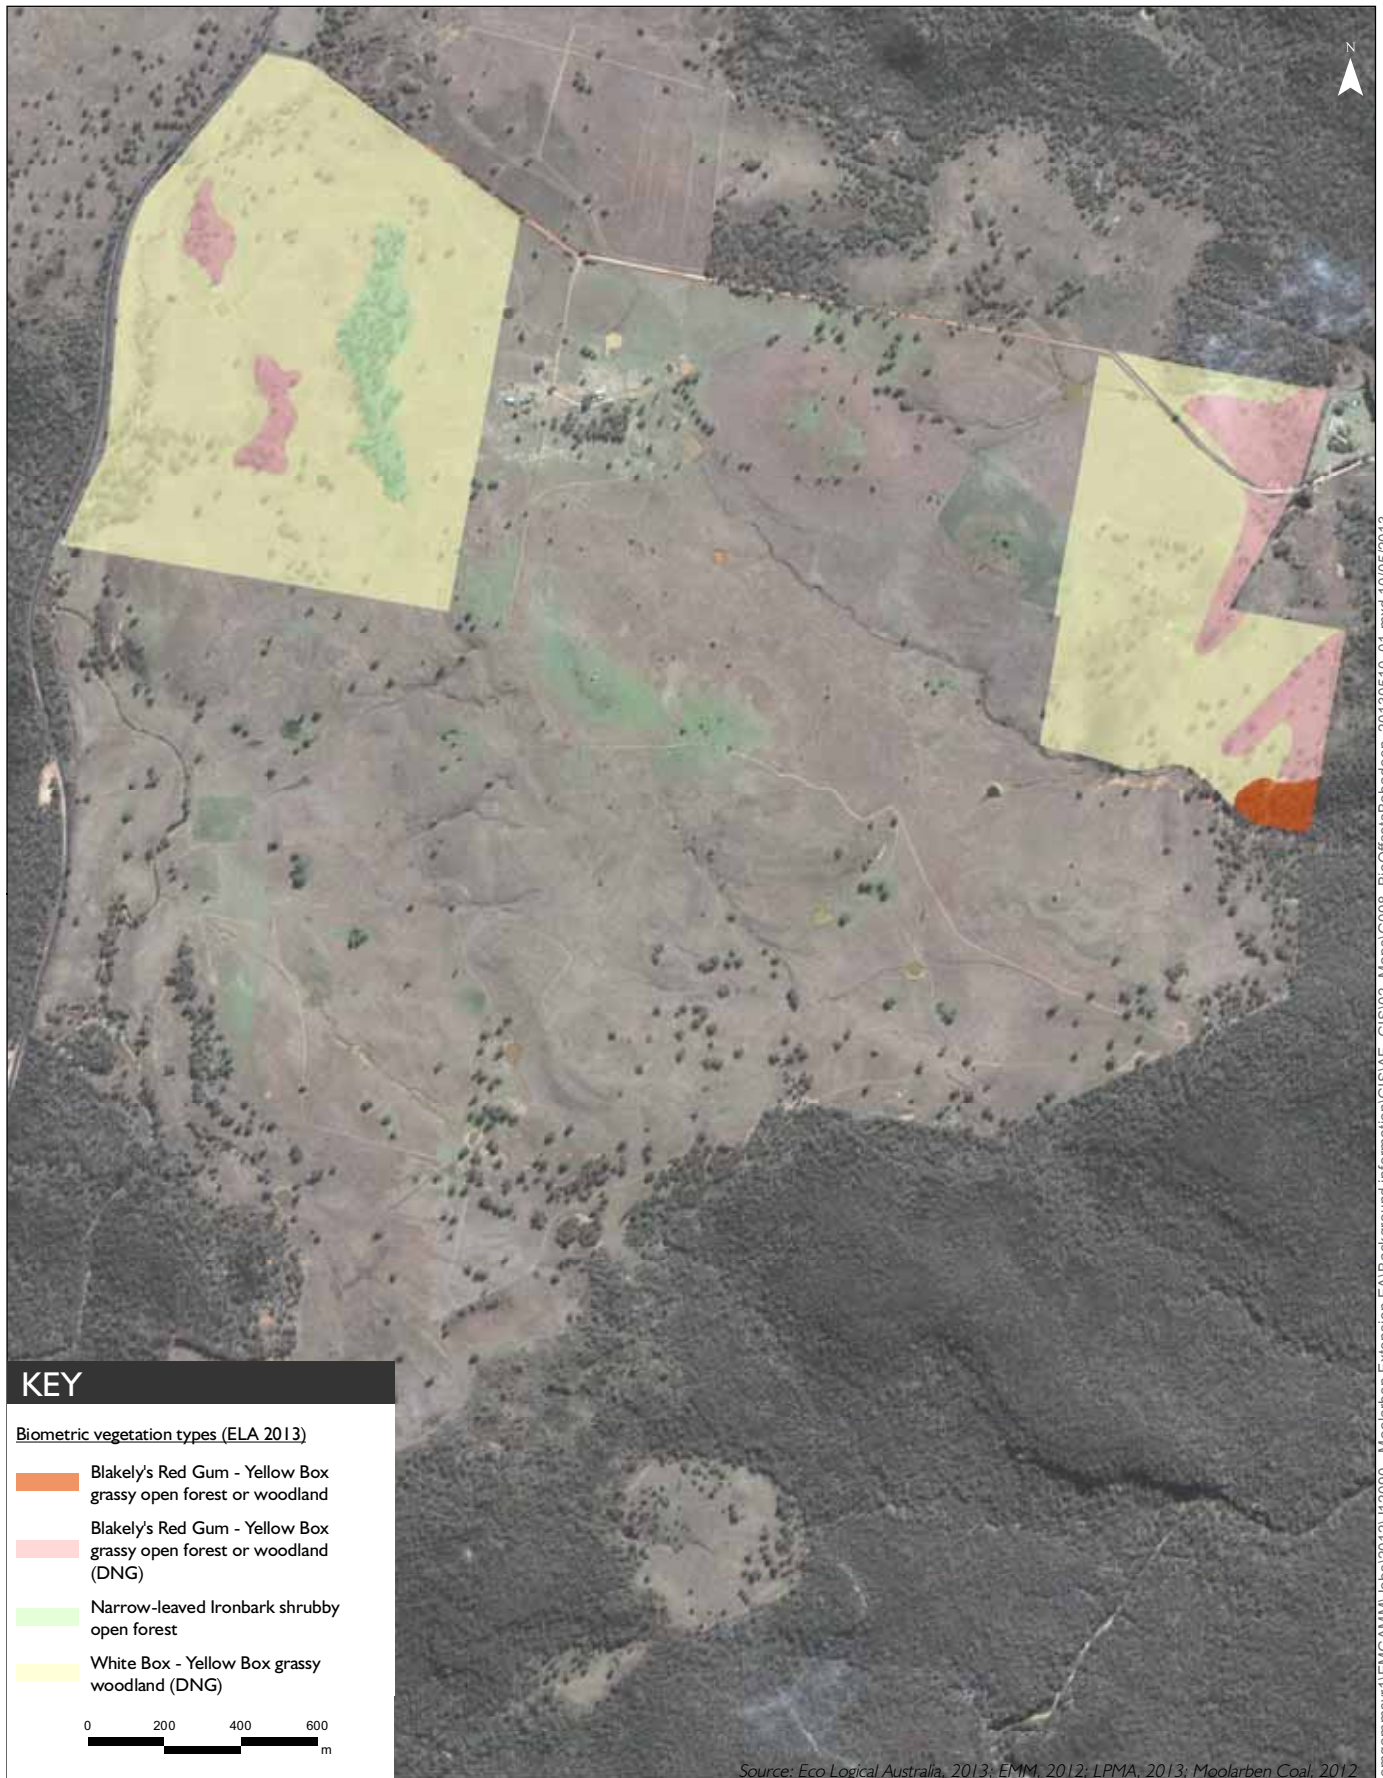 N
KEY
Biometric vegetation types (ELA 2013)
Blakely's Red Gum - Yellow Box
grassy open forest or woodland
Blakely's Red Gum - Yellow Box
grassy open forest or woodland
(DNG)
Narrow-leaved Ironbark shrubby
open forest
White Box - Yellow Box grassy
woodland (DNG)
0 200 400 600
m
Source: Eco Logical Australia, 2013; EMM, 2012; LPMA, 2013; Moolarben Coal, 2012